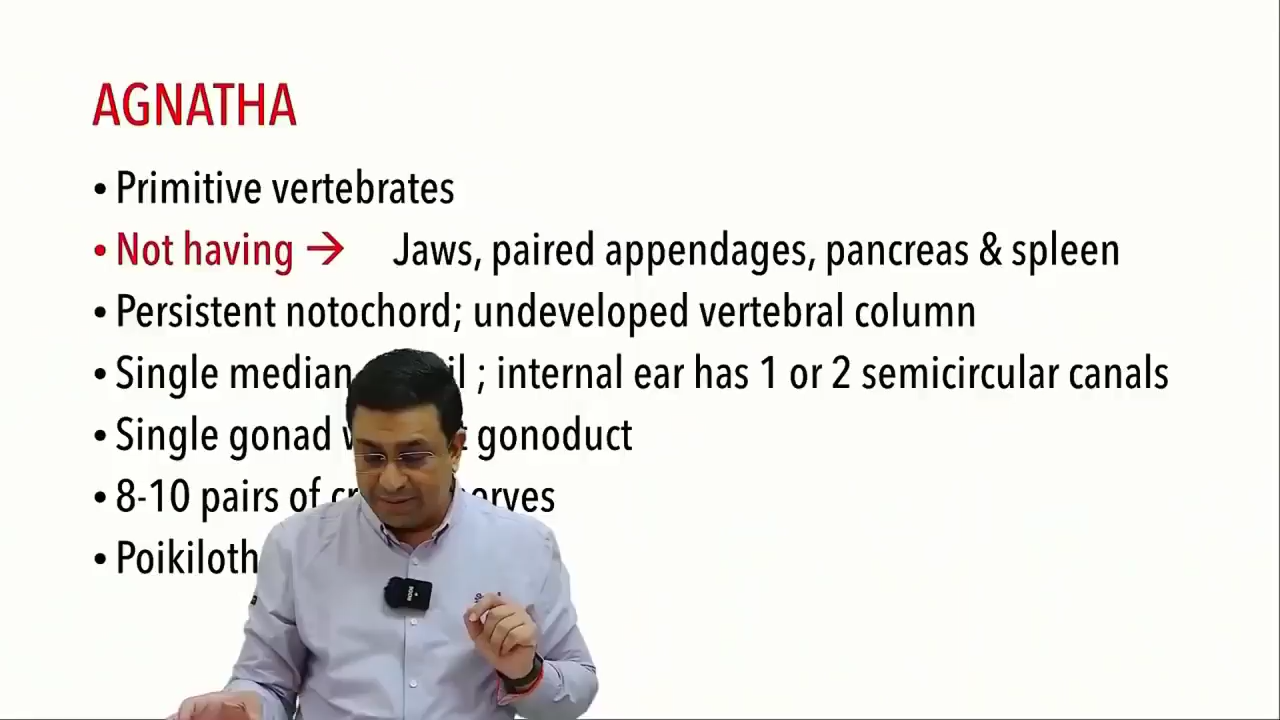 AGNATHA
• Primitive vertebrates
• Not having → Jaws, paired appendages, pancreas & spleen
• Persistent notochord; undeveloped vertebral column
• Single median ; internal ear has 1 or 2 semicircular canals
• Single gonad gonoduct
• 8-10 pairs of